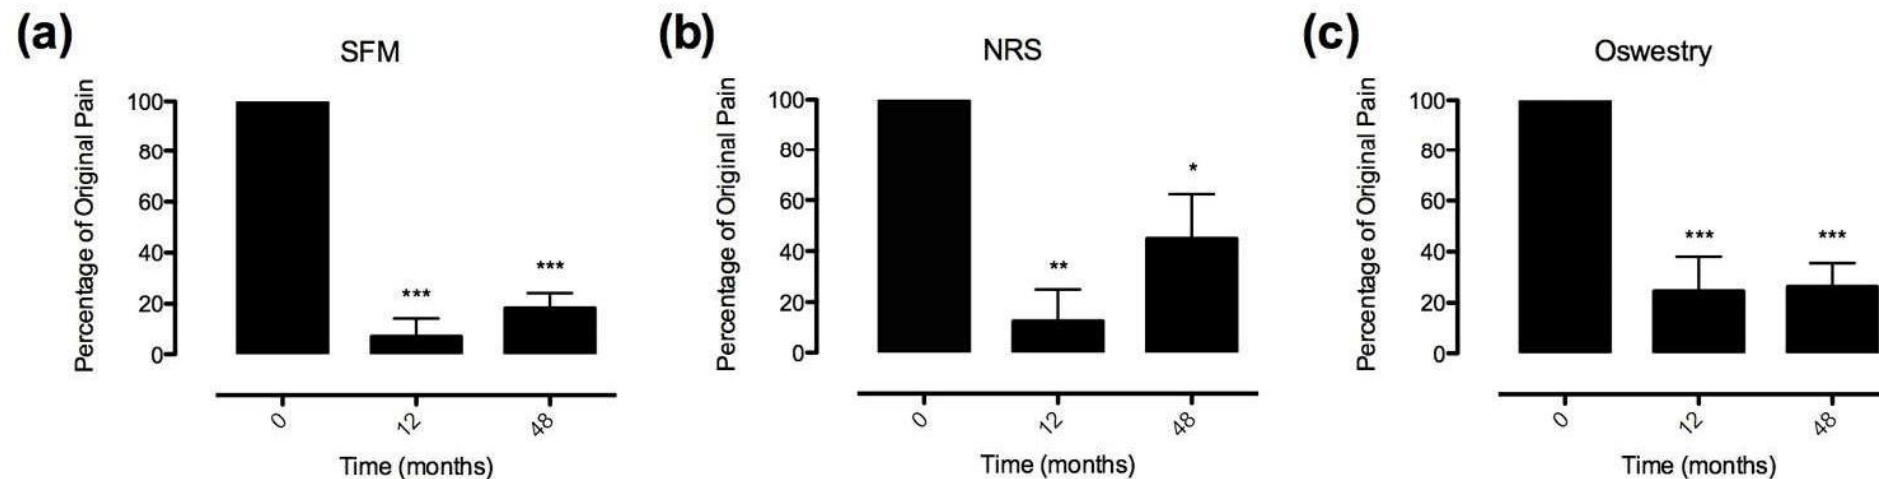 (a)
SFM
Percentage of Original Pain
100
80
60
40
20
0
***
***
0
12
48
Time (months)
(b)
NRS
Percentage of Original Pain
100
80
60
40
20
0
**
*
0
12
48
Time (months)
(c)
Oswestry
Percentage of Original Pain
100
80
60
40
20
0
***
***
0
12
48
Time (months)